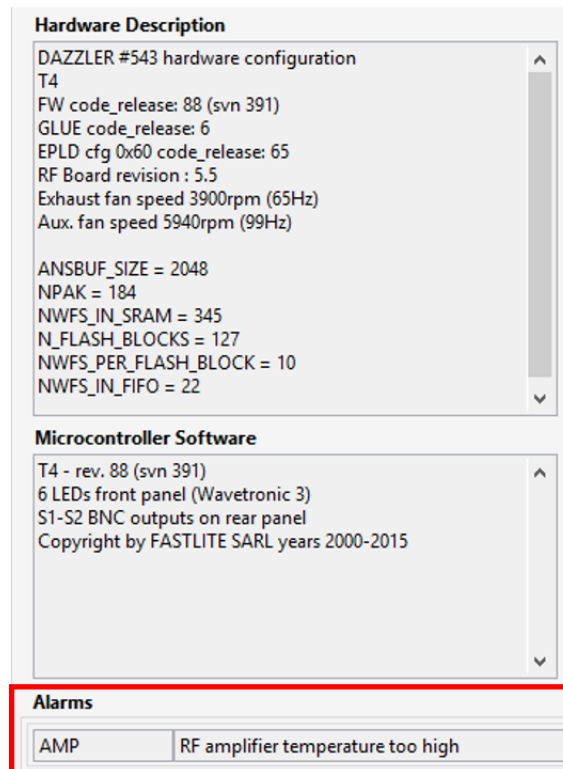 Hardware Description
DAZZLER #543 hardware configuration
T4
FW code_release: 88 (svn 391)
GLUE code_release: 6
EPLD cfg 0x60 code_release: 65
RF Board revision : 5.5
Exhaust fan speed 3900rpm (65Hz)
Aux. fan speed 5940rpm (99Hz)
ANSBUF_SIZE = 2048
NPAK = 184
NWFS_IN_SRAM = 345
N_FLASH_BLOCKS = 127
NWFS_PER_FLASH_BLOCK = 10
NWFS_IN_FIFO = 22
Microcontroller Software
T4 - rev. 88 (svn 391)
6 LEDs front panel (Wavetronic 3)
S1-S2 BNC outputs on rear panel
Copyright by FASTLITE SARL years 2000-2015
Alarms
AMP RF amplifier temperature too high